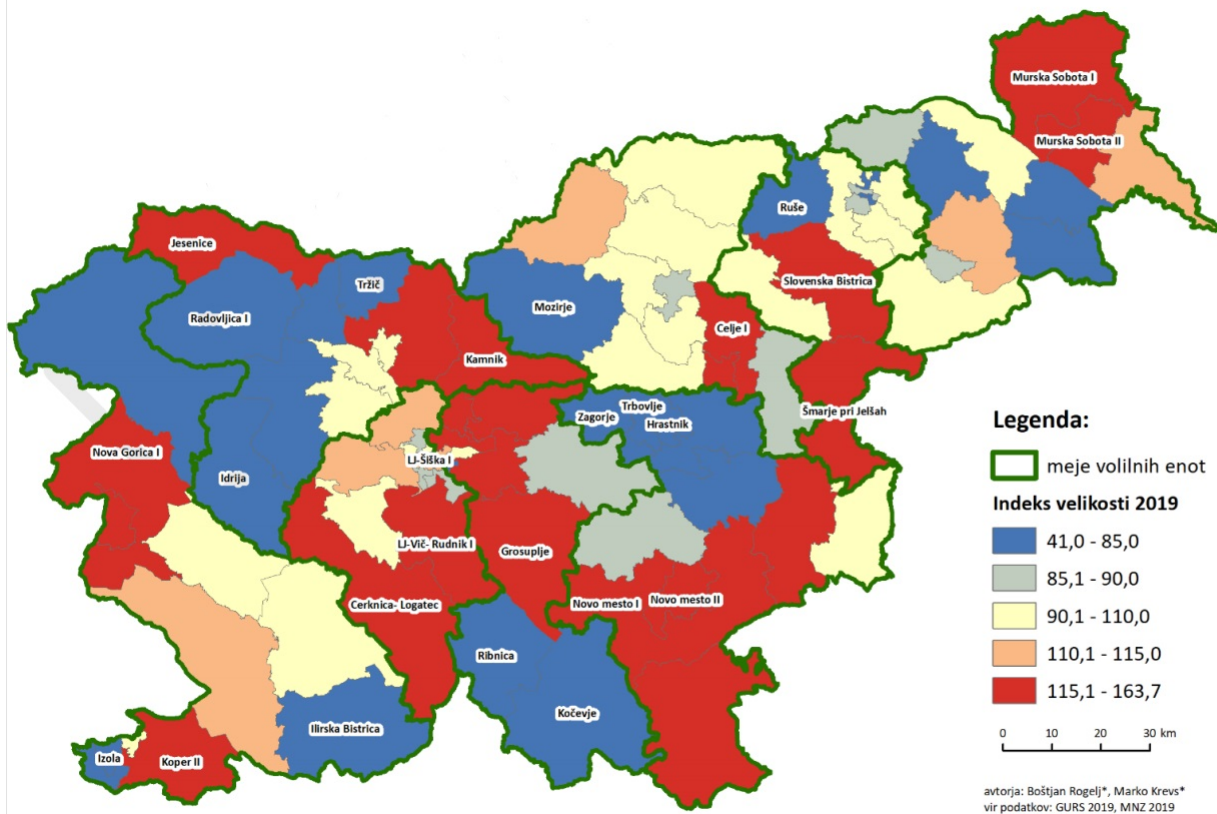 Murska Sobota I
Murska Sobota II
Ruše
Jesenice
Tržič
Slovenska Bistrica
Radovljica I
Mozirje
Celje I
Kamnik
Trbovlje
Šmarje pri Jelšah
Zagorje
Hrastnik
Nova Gorica I
LJ-Šiška I
Idrija
LJ-Vič- Rudnik I
Grosuplje
Cerknica- Logatec
Novo mesto I
Novo mesto II
Ribnica
Kočevje
Ilirska Bistrica
Izola
Koper II
Legenda:
meje volilnih enot
Indeks velikosti 2019
41,0 - 85,0
85,1 - 90,0
90,1 - 110,0
110,1 - 115,0
115,1 - 163,7
0 10 20 30 km
avtorja: Boštjan Rogelj*, Marko Krevs*
vir podatkov: GURS 2019, MNZ 2019